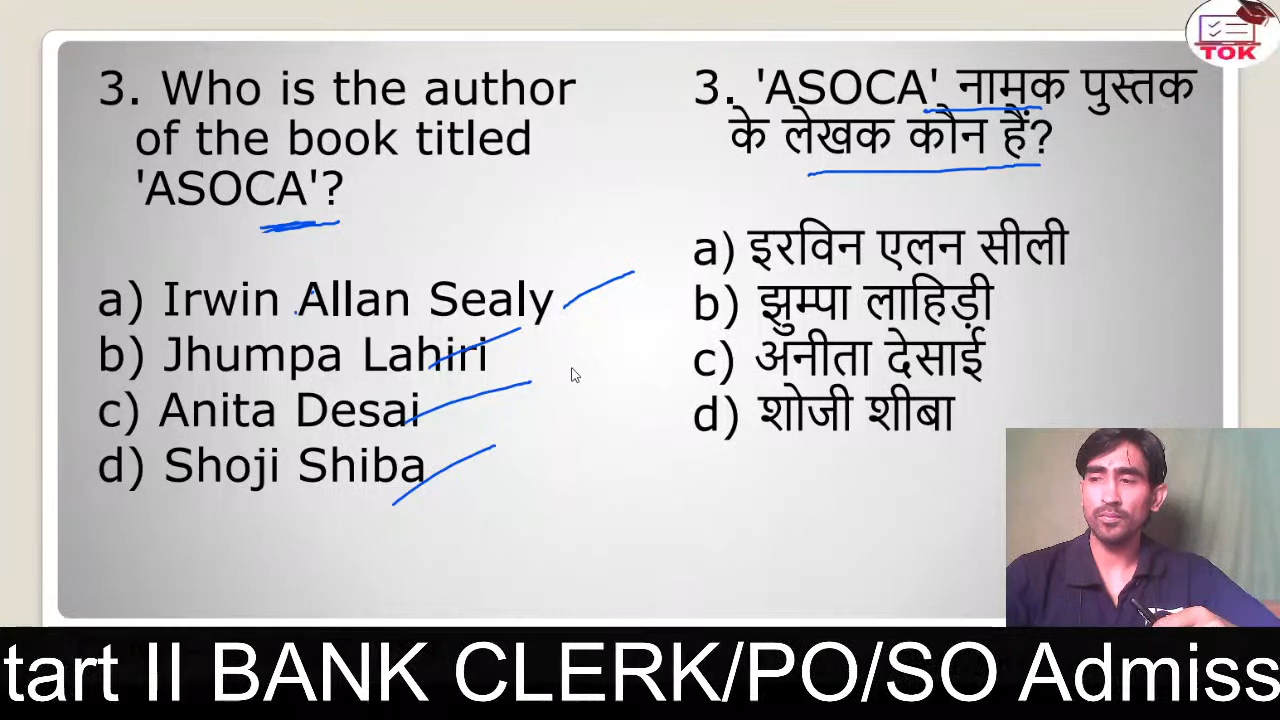 TOK
3. Who is the author
of the book titled
'ASOCA'?
a) Irwin Allan Sealy
b) Jhumpa Lahiri
c) Anita Desai
d) Shoji Shiba
3. 'ASOCA' नामक पुस्तक
के लेखक कौन हैं?
a) इरविन एलन सीली
b) झुम्पा लाहिड़ी
c) अनीता देसाई
d) शोजी शीबा
tart II BANK CLERK/PO/SO Admiss